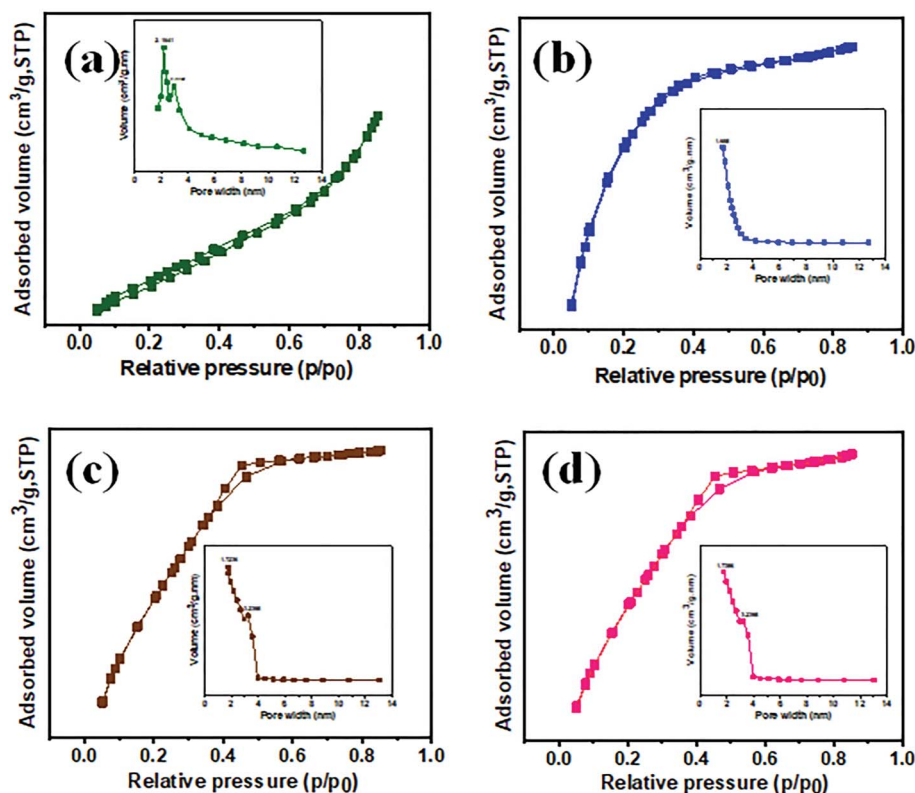 (a)
Adsorbed volume (cm³/g,STP)
Volume (cm³/g.nm)
0 2 4 6 8 10 12 14
Pore width (nm)
0.0 0.2 0.4 0.6 0.8 1.0
Relative pressure (p/p0)
(b)
Adsorbed volume (cm³/g,STP)
Volume (cm³/g.nm)
0 2 4 6 8 10 12 14
Pore width (nm)
0.0 0.2 0.4 0.6 0.8 1.0
Relative pressure (p/p0)
(c)
Adsorbed volume (cm³/g,STP)
Volume (cm³/g.nm)
3.2388
0 2 4 6 8 10 12 14
Pore width (nm)
0.0 0.2 0.4 0.6 0.8 1.0
Relative pressure (p/p0)
(d)
Adsorbed volume (cm³/g,STP)
Volume (cm³/g.nm)
3.2388
0 2 4 6 8 10 12 14
Pore width (nm)
0.0 0.2 0.4 0.6 0.8 1.0
Relative pressure (p/p0)